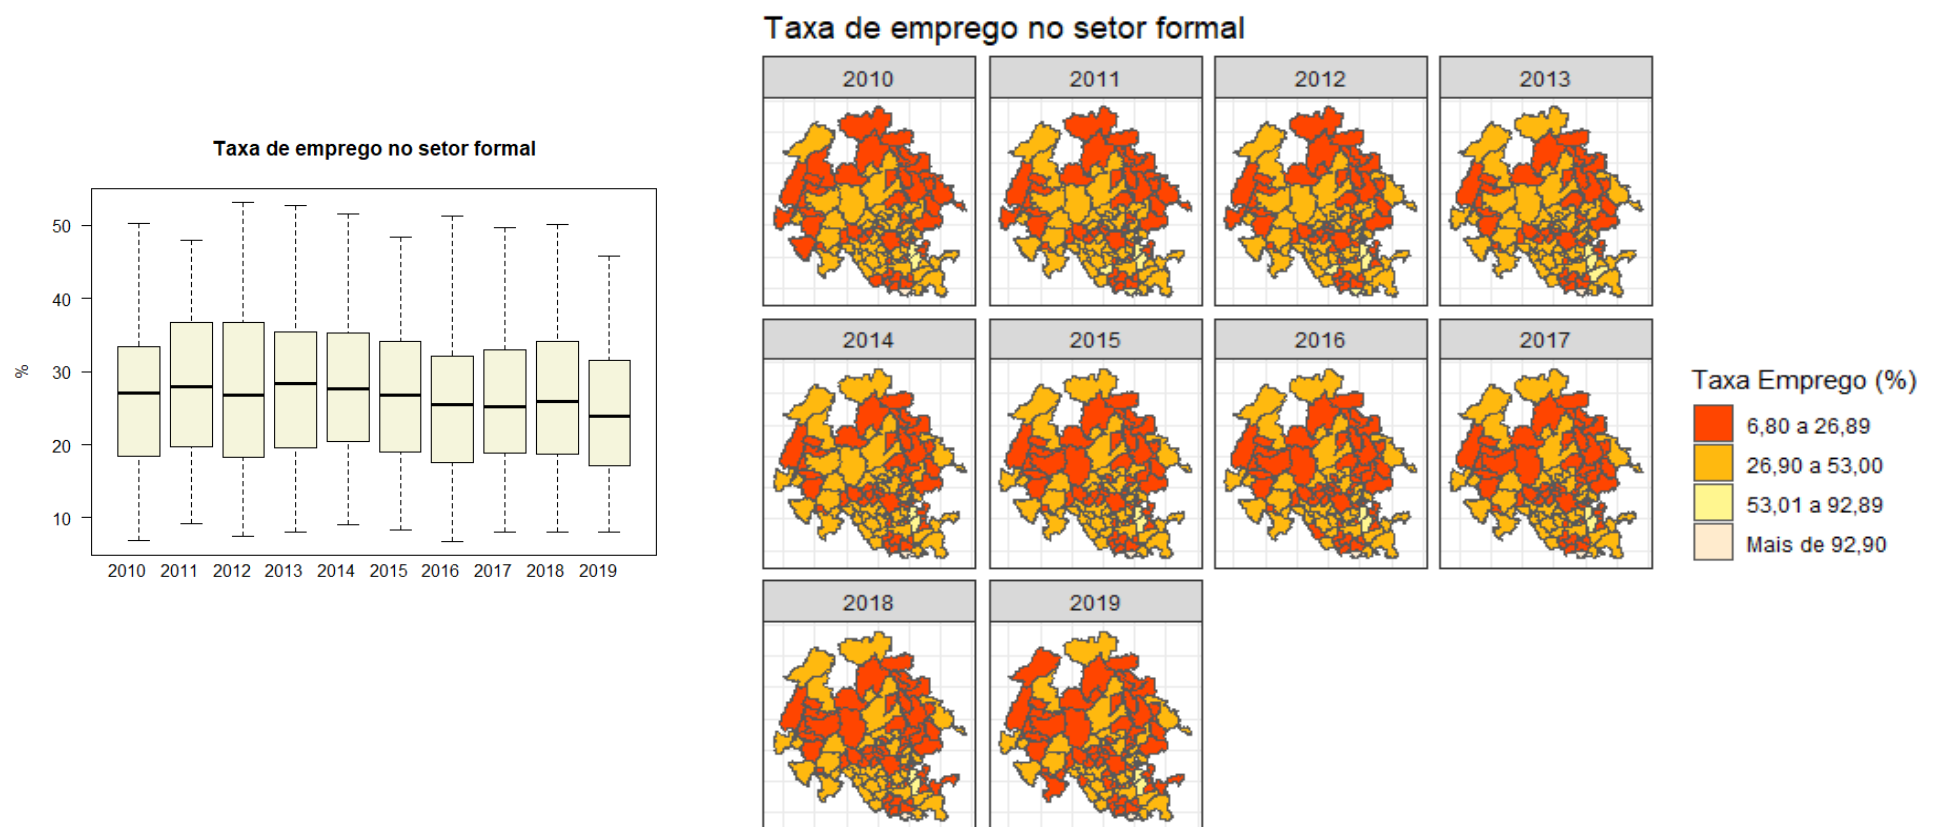 Taxa de emprego no setor formal
%
50
40
30
20
10
2010 2011 2012 2013 2014 2015 2016 2017 2018 2019
Taxa de emprego no setor formal
2010 2011 2012 2013
2014 2015 2016 2017
2018 2019
Taxa Emprego (%)
6,80 a 26,89
26,90 a 53,00
53,01 a 92,89
Mais de 92,90